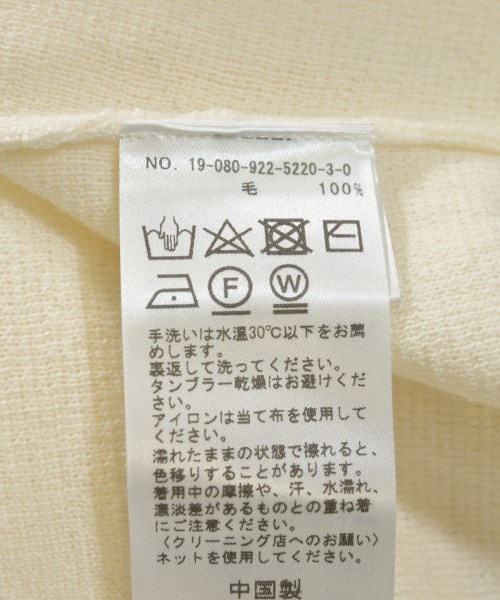 NO. 19-080-922-5220-3-0
毛 100%
F W
手洗いは水温30℃以下をお薦
めします。
裏返して洗ってください。
タンブラー乾燥はお避けくだ
さい。
アイロンは当て布を使用して
ください。
濡れたままの状態で擦れると、
色移りすることがあります。
着用中の摩擦や、汗、水濡れ、
濃淡差があるものとの重ね着
にご注意ください。
〈クリーニング店へのお願い〉
ネットを使用してください。
中国製